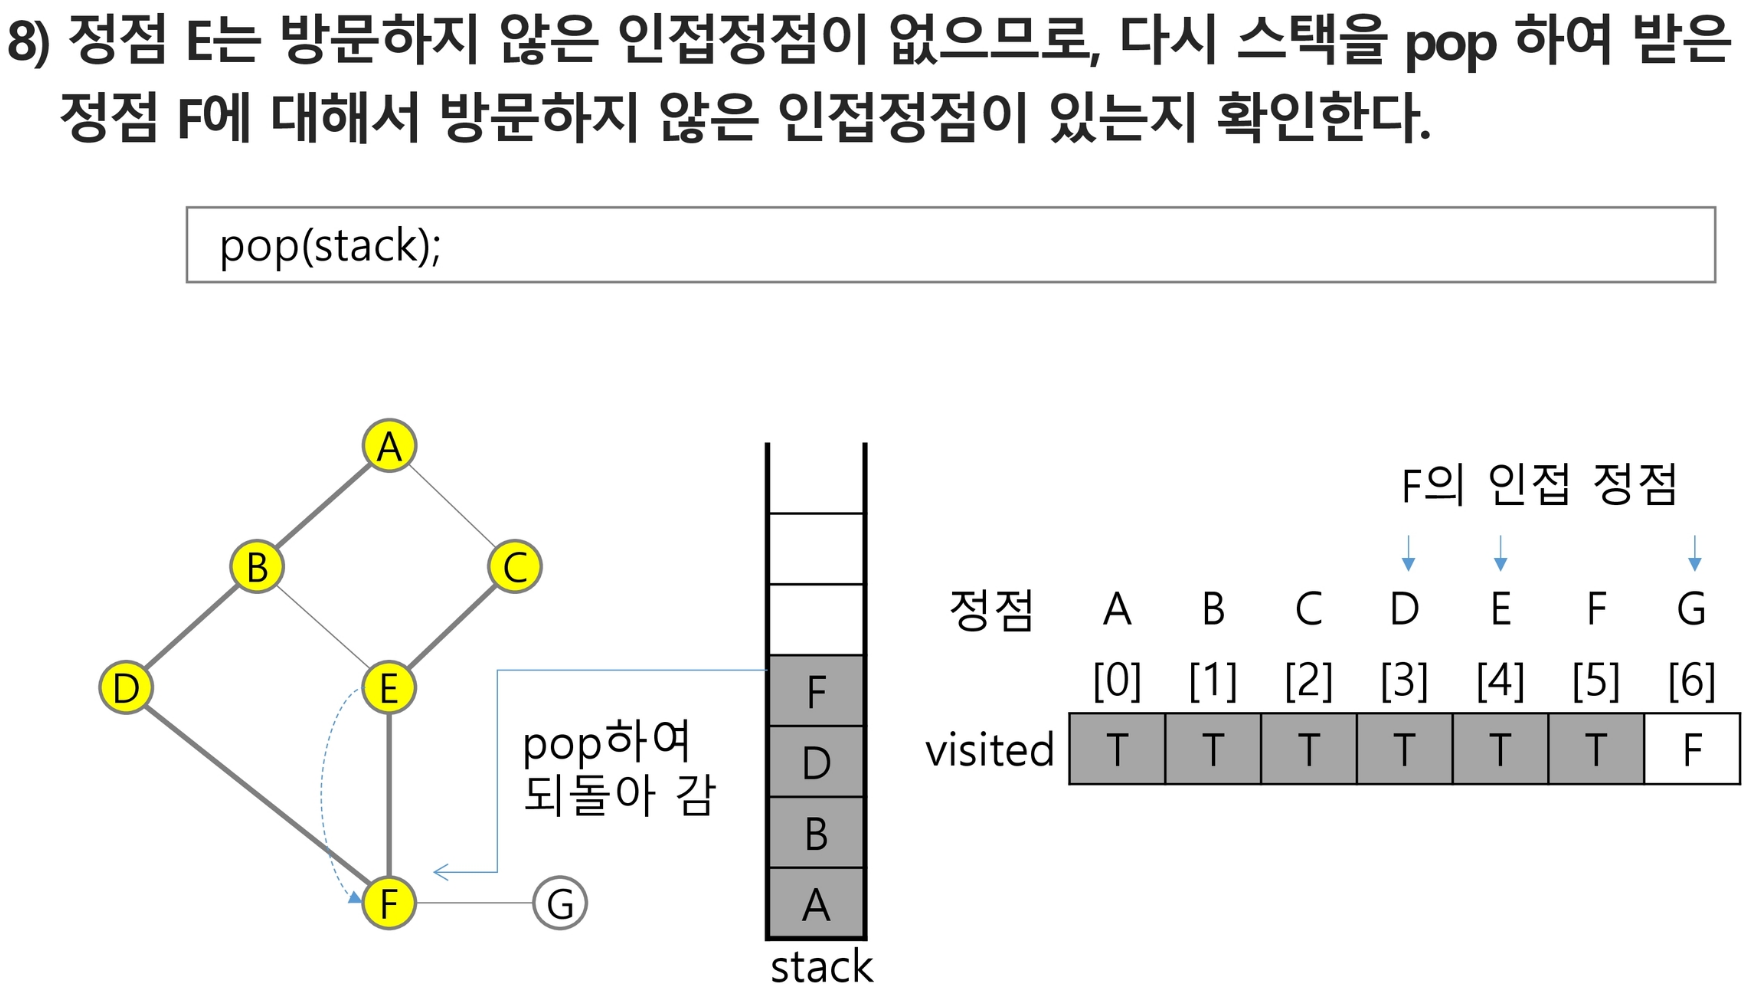 8) 정점 E는 방문하지 않은 인접정점이 없으므로, 다시 스택을 pop 하여 받은
정점 F에 대해서 방문하지 않은 인접정점이 있는지 확인한다.
pop(stack);
A
B
C
D
E
F
G
pop하여
되돌아 감
F
D
B
A
stack
F의 인접 정점
정점 A B C D E F G
[0] [1] [2] [3] [4] [5] [6]
visited T T T T T T F